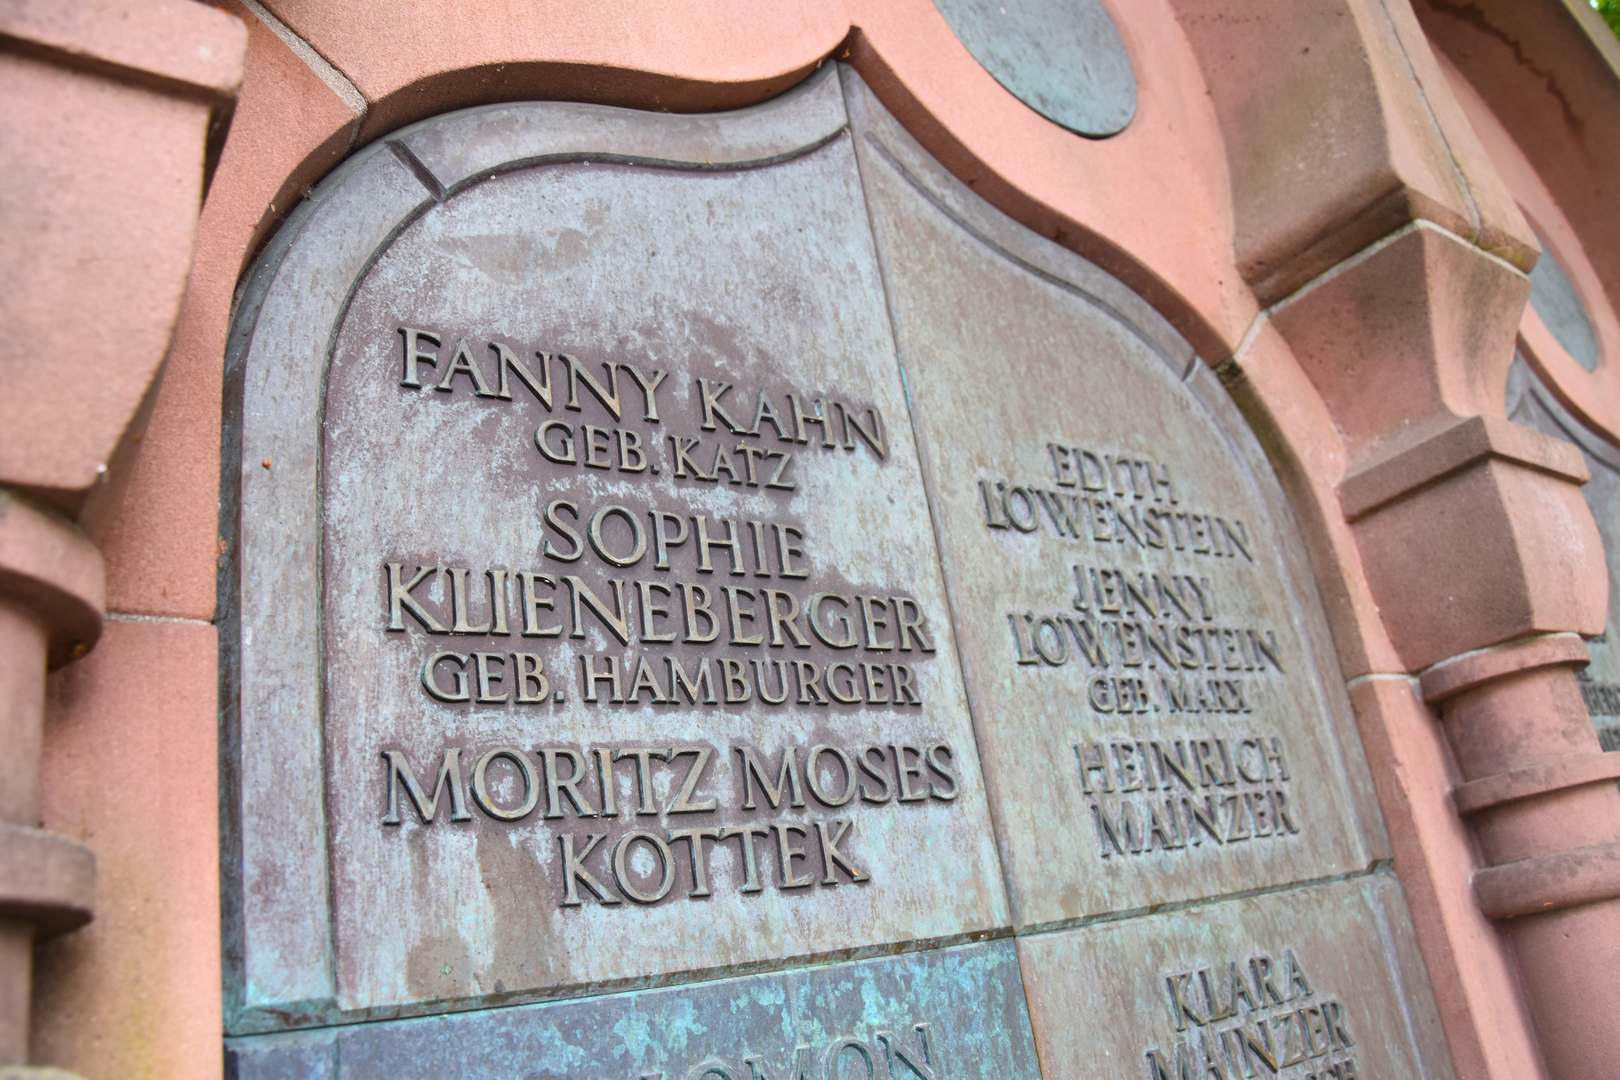 FANNY KAHN
GEB. KATZ
SOPHIE
KLIENEBERGER
GEB. HAMBURGER
MORITZ MOSES
KOTTEK
EDITH
LÖWENSTEIN
JENNY
LÖWENSTEIN
GEB. MARX
HEINRICH
MAINZER
KLARA
MAINZER